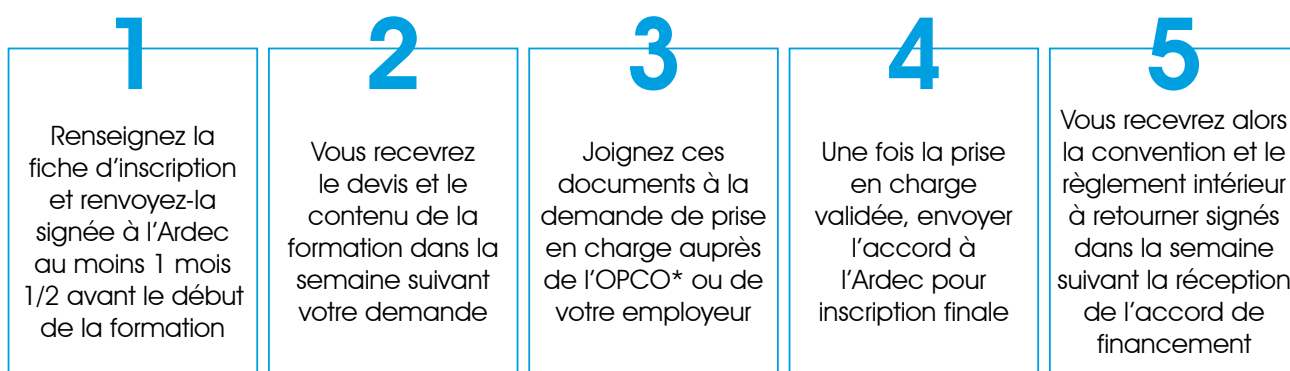 1
Renseignez la
fiche d’inscription
et renvoyez-la
signée à l’Ardec
au moins 1 mois
1/2 avant le début
de la formation
2
Vous recevrez
le devis et le
contenu de la
formation dans la
semaine suivant
votre demande
3
Joignez ces
documents à la
demande de prise
en charge auprès
de l’OPCO* ou de
votre employeur
4
Une fois la prise
en charge
validée, envoyer
l’accord à
l’Ardec pour
inscription finale
5
Vous recevrez alors
la convention et le
règlement intérieur
à retourner signés
dans la semaine
suivant la réception
de l’accord de
financement